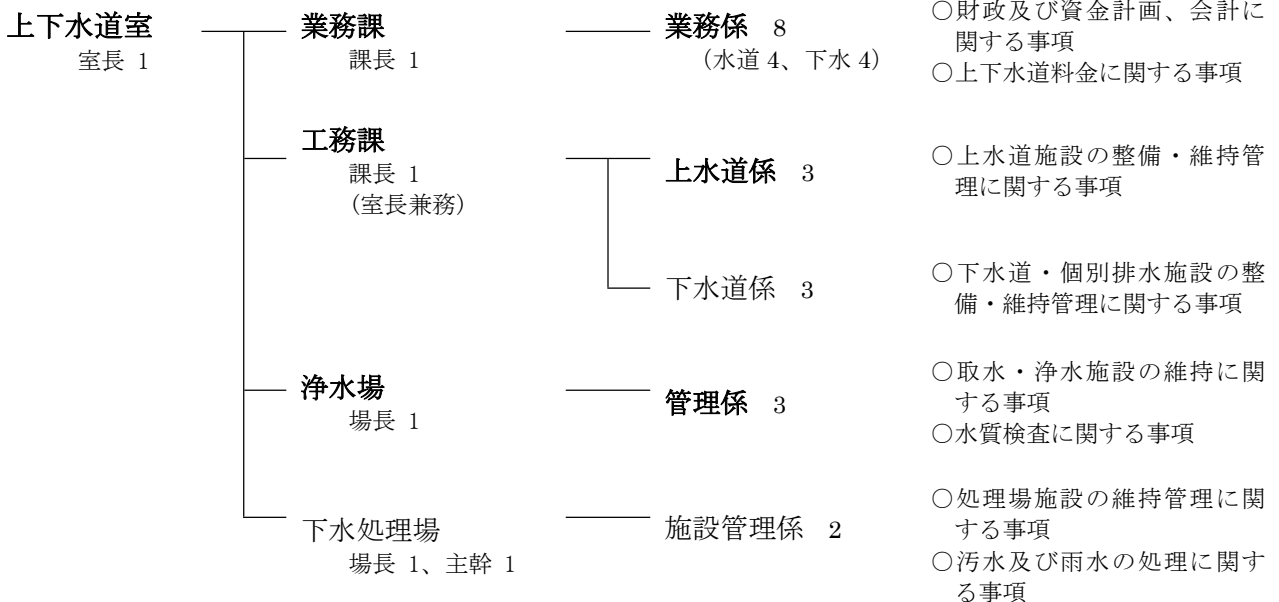 上下水道室
室長 1
業務課
課長 1
業務係 8
（水道 4、下水 4）
○財政及び資金計画、会計に
関する事項
○上下水道料金に関する事項
工務課
課長 1
（室長兼務）
上水道係 3
○上水道施設の整備・維持管
理に関する事項
下水道係 3
○下水道・個別排水施設の整
備・維持管理に関する事項
浄水場
場長 1
管理係 3
○取水・浄水施設の維持に関
する事項
○水質検査に関する事項
下水処理場
場長 1、主幹 1
施設管理係 2
○処理場施設の維持管理に関
する事項
○汚水及び雨水の処理に関す
る事項